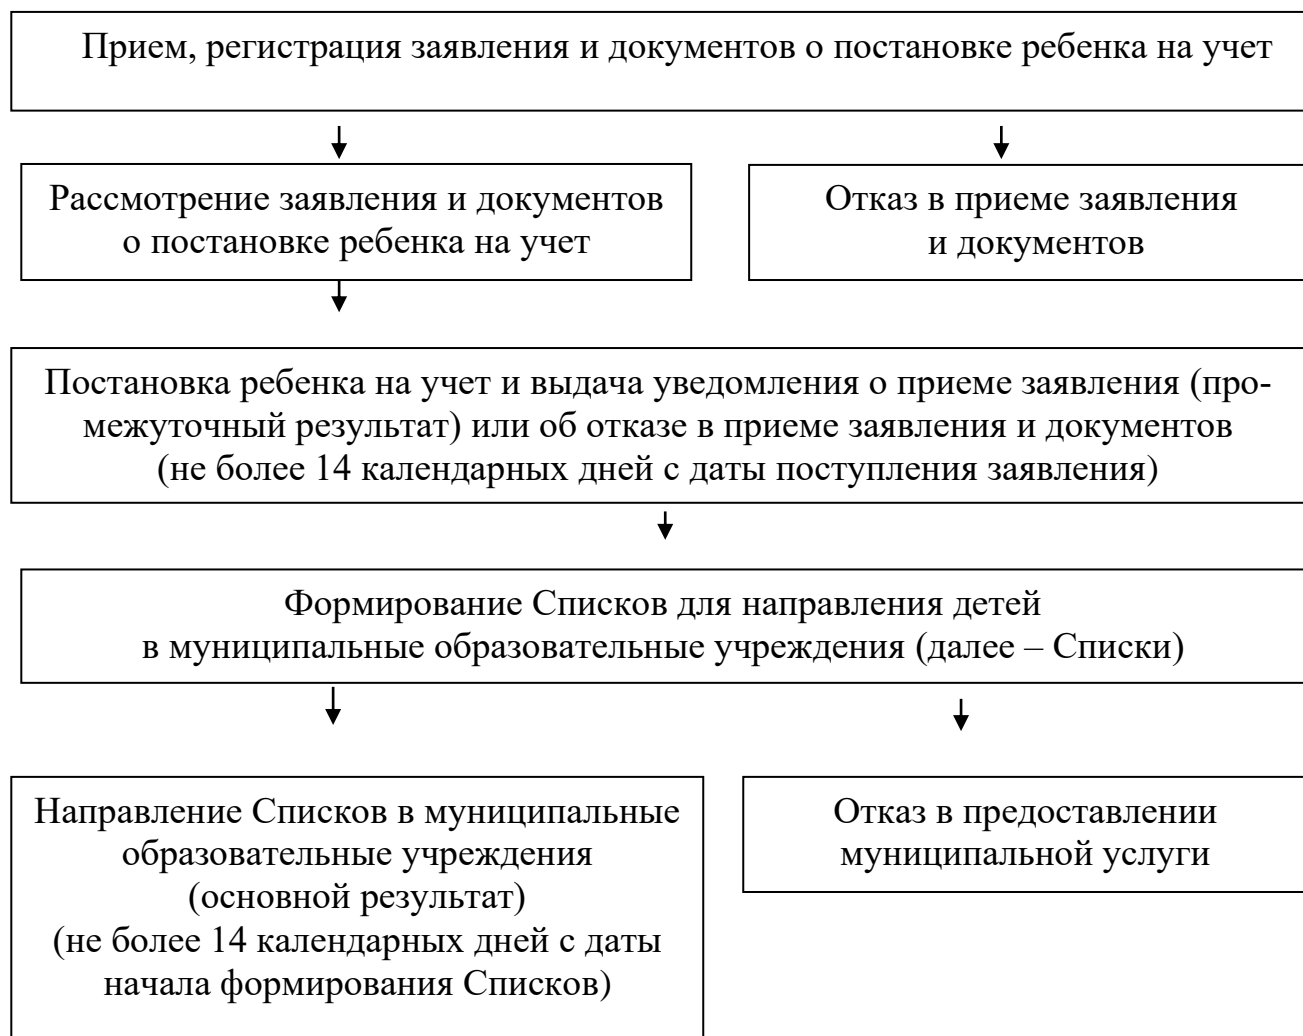 Прием, регистрация заявления и документов о постановке ребенка на учет
Рассмотрение заявления и документов
о постановке ребенка на учет
Отказ в приеме заявления
и документов
Постановка ребенка на учет и выдача уведомления о приеме заявления (про-
межуточный результат) или об отказе в приеме заявления и документов
(не более 14 календарных дней с даты поступления заявления)
Формирование Списков для направления детей
в муниципальные образовательные учреждения (далее – Списки)
Направление Списков в муниципальные
образовательные учреждения
(основной результат)
(не более 14 календарных дней с даты
начала формирования Списков)
Отказ в предоставлении
муниципальной услуги